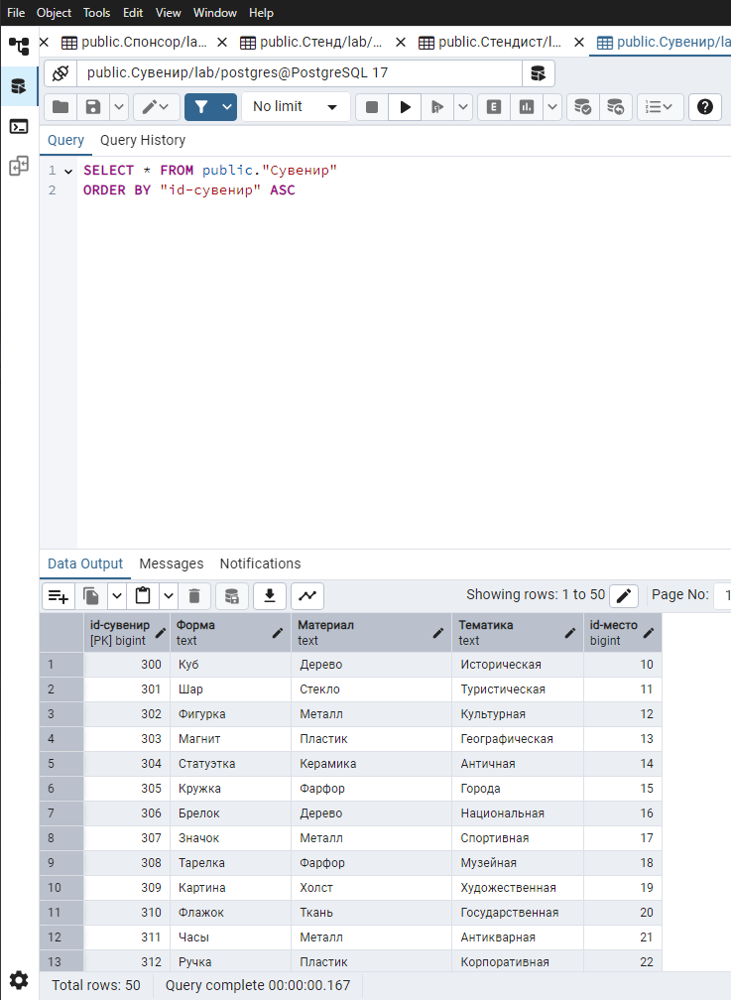 File Object Tools Edit View Window Help
public.Спонсор/la... public.Стенд/lab/... public.Стендист/l... public.Сувенир/la
public.Сувенир/lab/postgres@PostgreSQL 17
No limit E
Query Query History
1 SELECT * FROM public."Сувенир"
2 ORDER BY "id-сувенир" ASC
Data Output Messages Notifications
Showing rows: 1 to 50 Page No: 1
id-сувенир Форма Материал Тематика id-место
[PK] bigint text text text bigint
1 300 Куб Дерево Историческая 10
2 301 Шар Стекло Туристическая 11
3 302 Фигурка Металл Культурная 12
4 303 Магнит Пластик Географическая 13
5 304 Статуэтка Керамика Античная 14
6 305 Кружка Фарфор Города 15
7 306 Брелок Дерево Национальная 16
8 307 Значок Металл Спортивная 17
9 308 Тарелка Фарфор Музейная 18
10 309 Картина Холст Художественная 19
11 310 Флажок Ткань Государственная 20
12 311 Часы Металл Антикварная 21
13 312 Ручка Пластик Корпоративная 22
Total rows: 50 Query complete 00:00:00.167